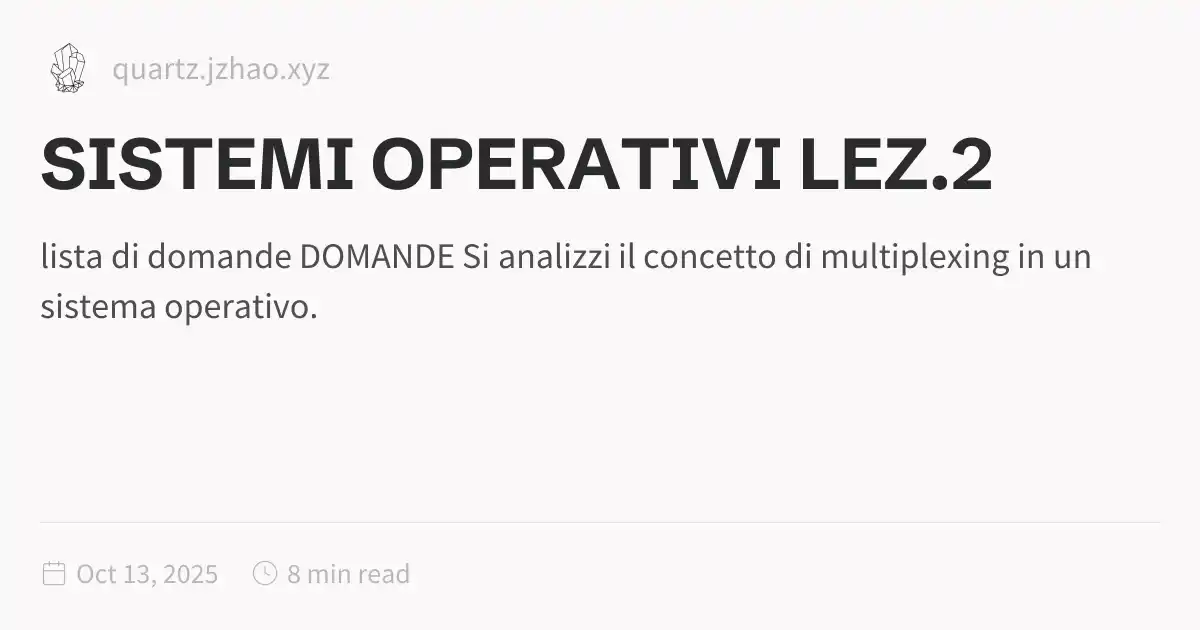 quartz.jzhao.xyz
SISTEMI OPERATIVI LEZ.2
lista di domande DOMANDE Si analizzi il concetto di multiplexing in un
sistema operativo.
Oct 13, 2025 8 min read